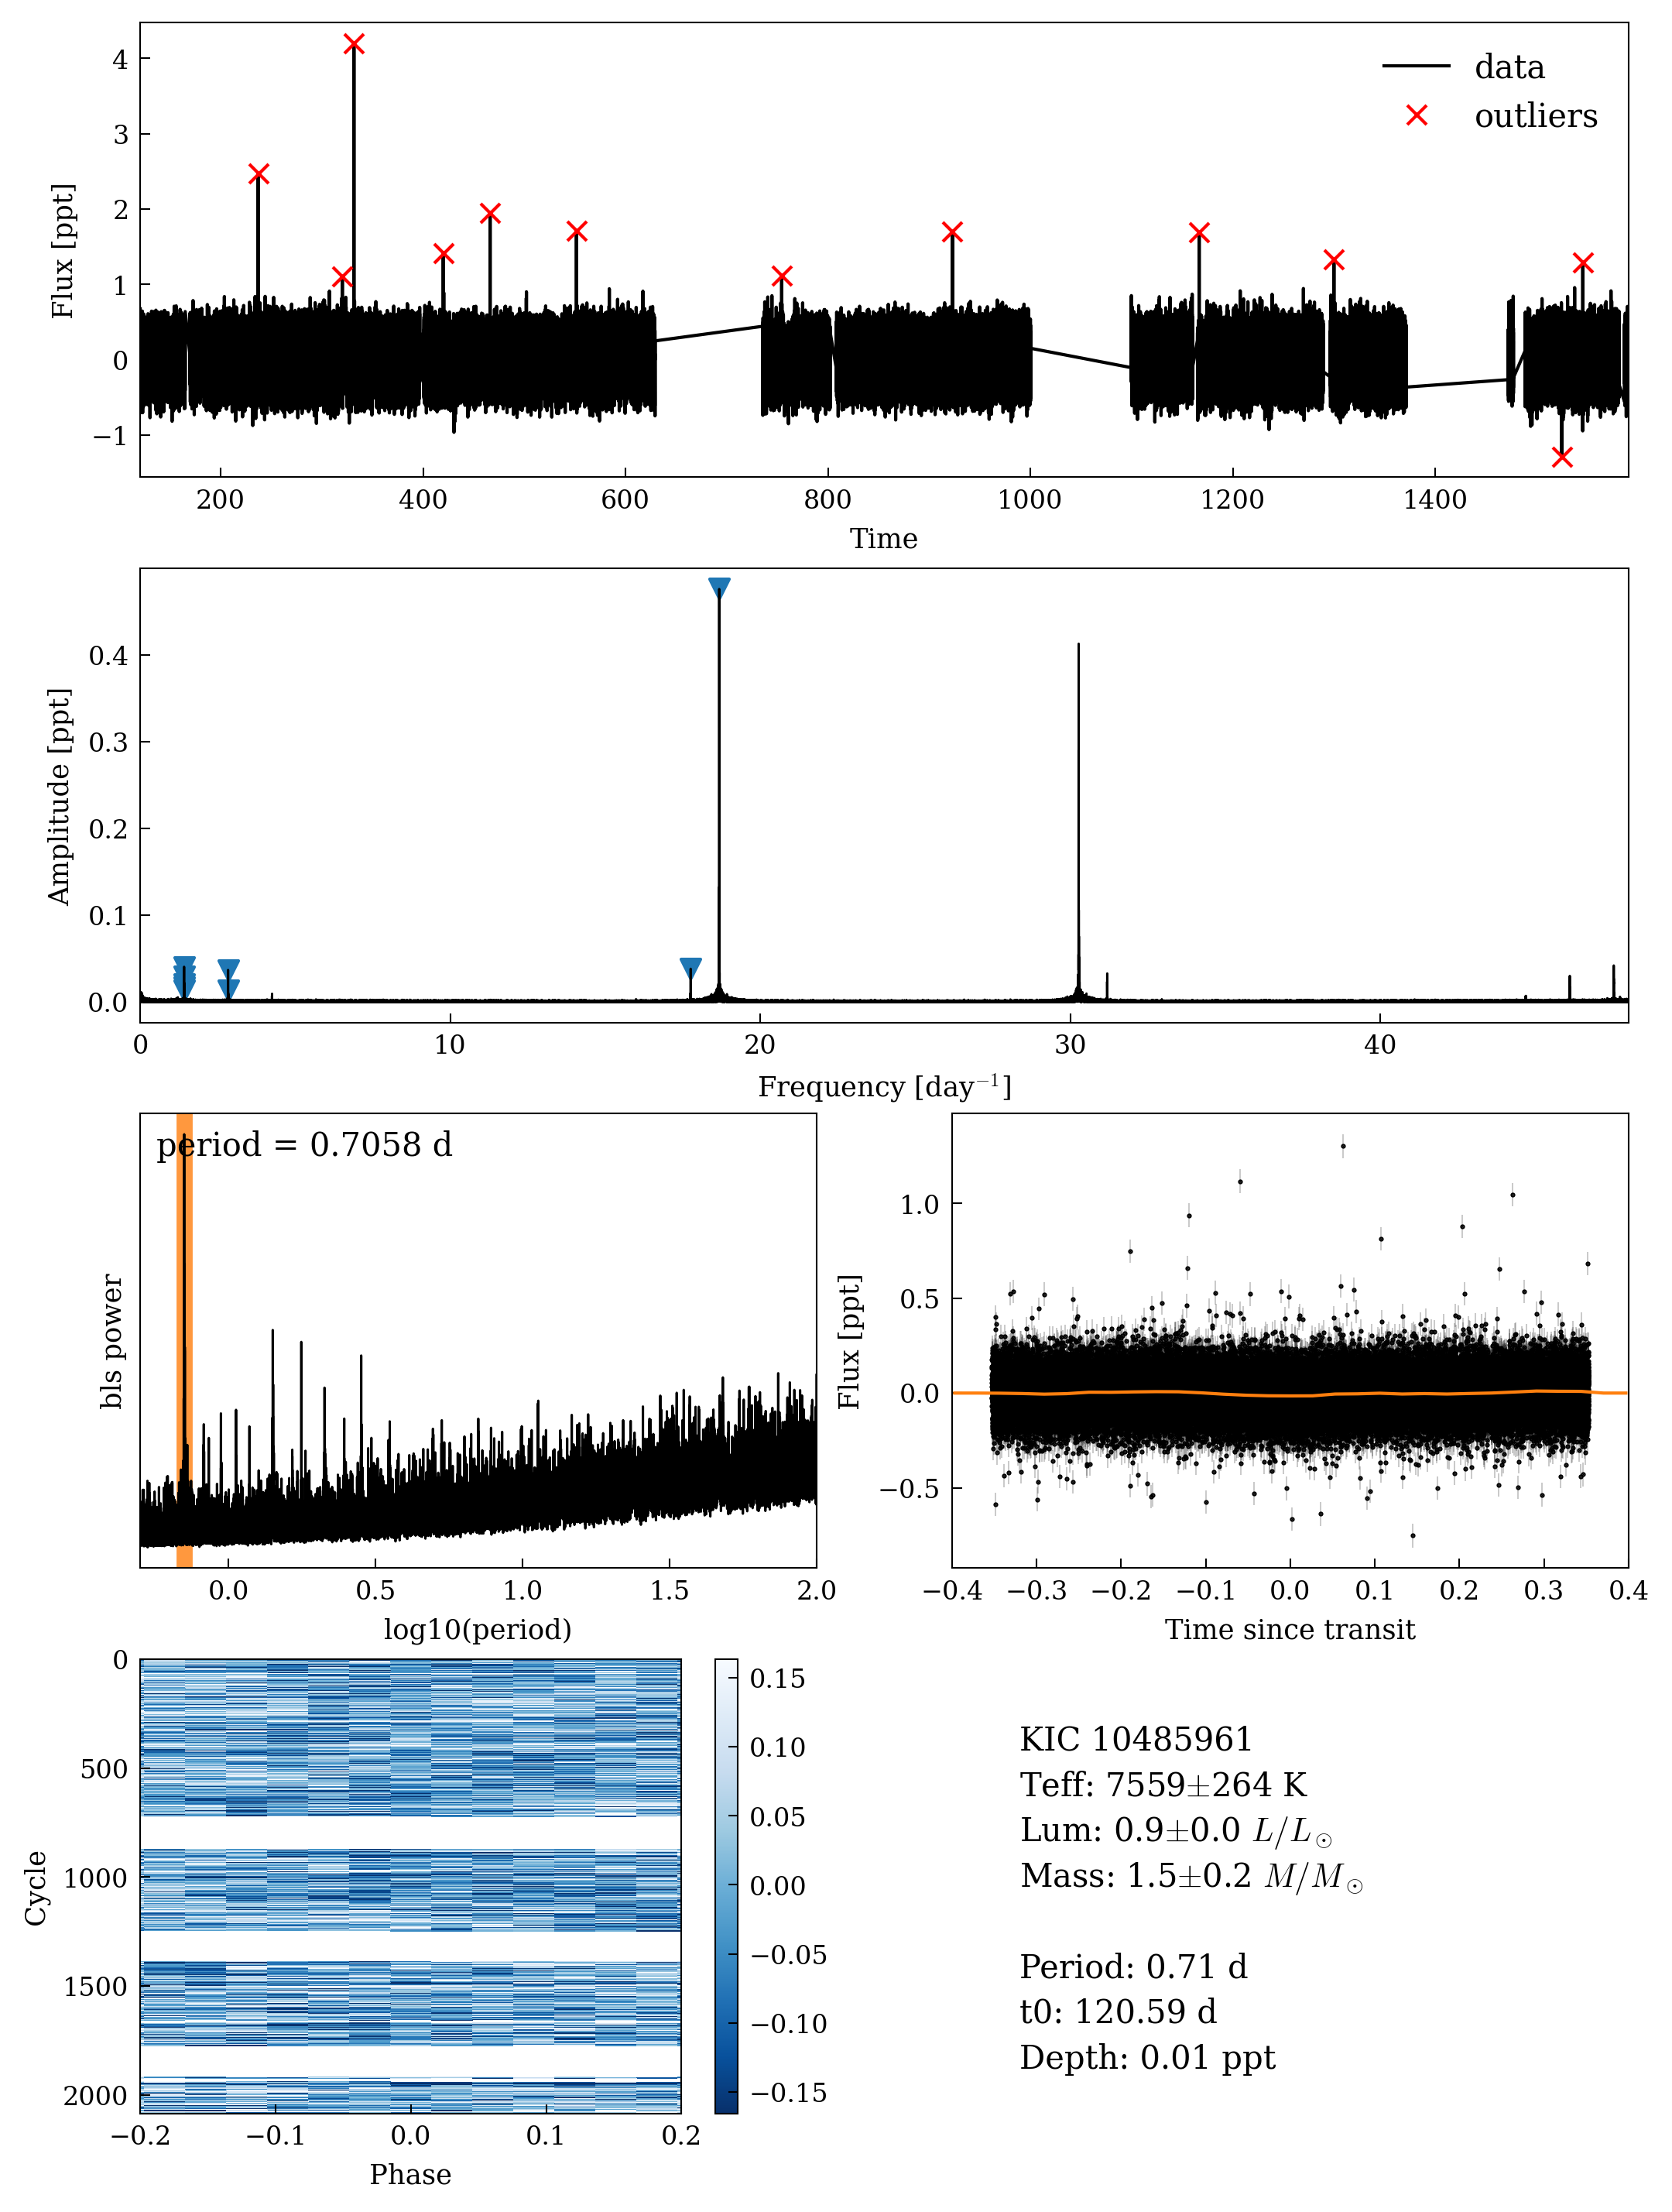 data
outliers
4
3
2
1
0
−1
Flux [ppt]
200 400 600 800 1000 1200 1400
Time
0.4
0.3
0.2
0.1
0.0
Amplitude [ppt]
0 10 20 30 40
Frequency [day⁻¹]
period = 0.7058 d
bls power
0.0 0.5 1.0 1.5 2.0
log10(period)
1.0
0.5
0.0
−0.5
Flux [ppt]
−0.4 −0.3 −0.2 −0.1 0.0 0.1 0.2 0.3 0.4
Time since transit
0
500
1000
1500
2000
Cycle
−0.2 −0.1 0.0 0.1 0.2
Phase
0.15
0.10
0.05
0.00
−0.05
−0.10
−0.15
KIC 10485961
Teff: 7559±264 K
Lum: 0.9±0.0 L/L⊙
Mass: 1.5±0.2 M/M⊙
Period: 0.71 d
t0: 120.59 d
Depth: 0.01 ppt